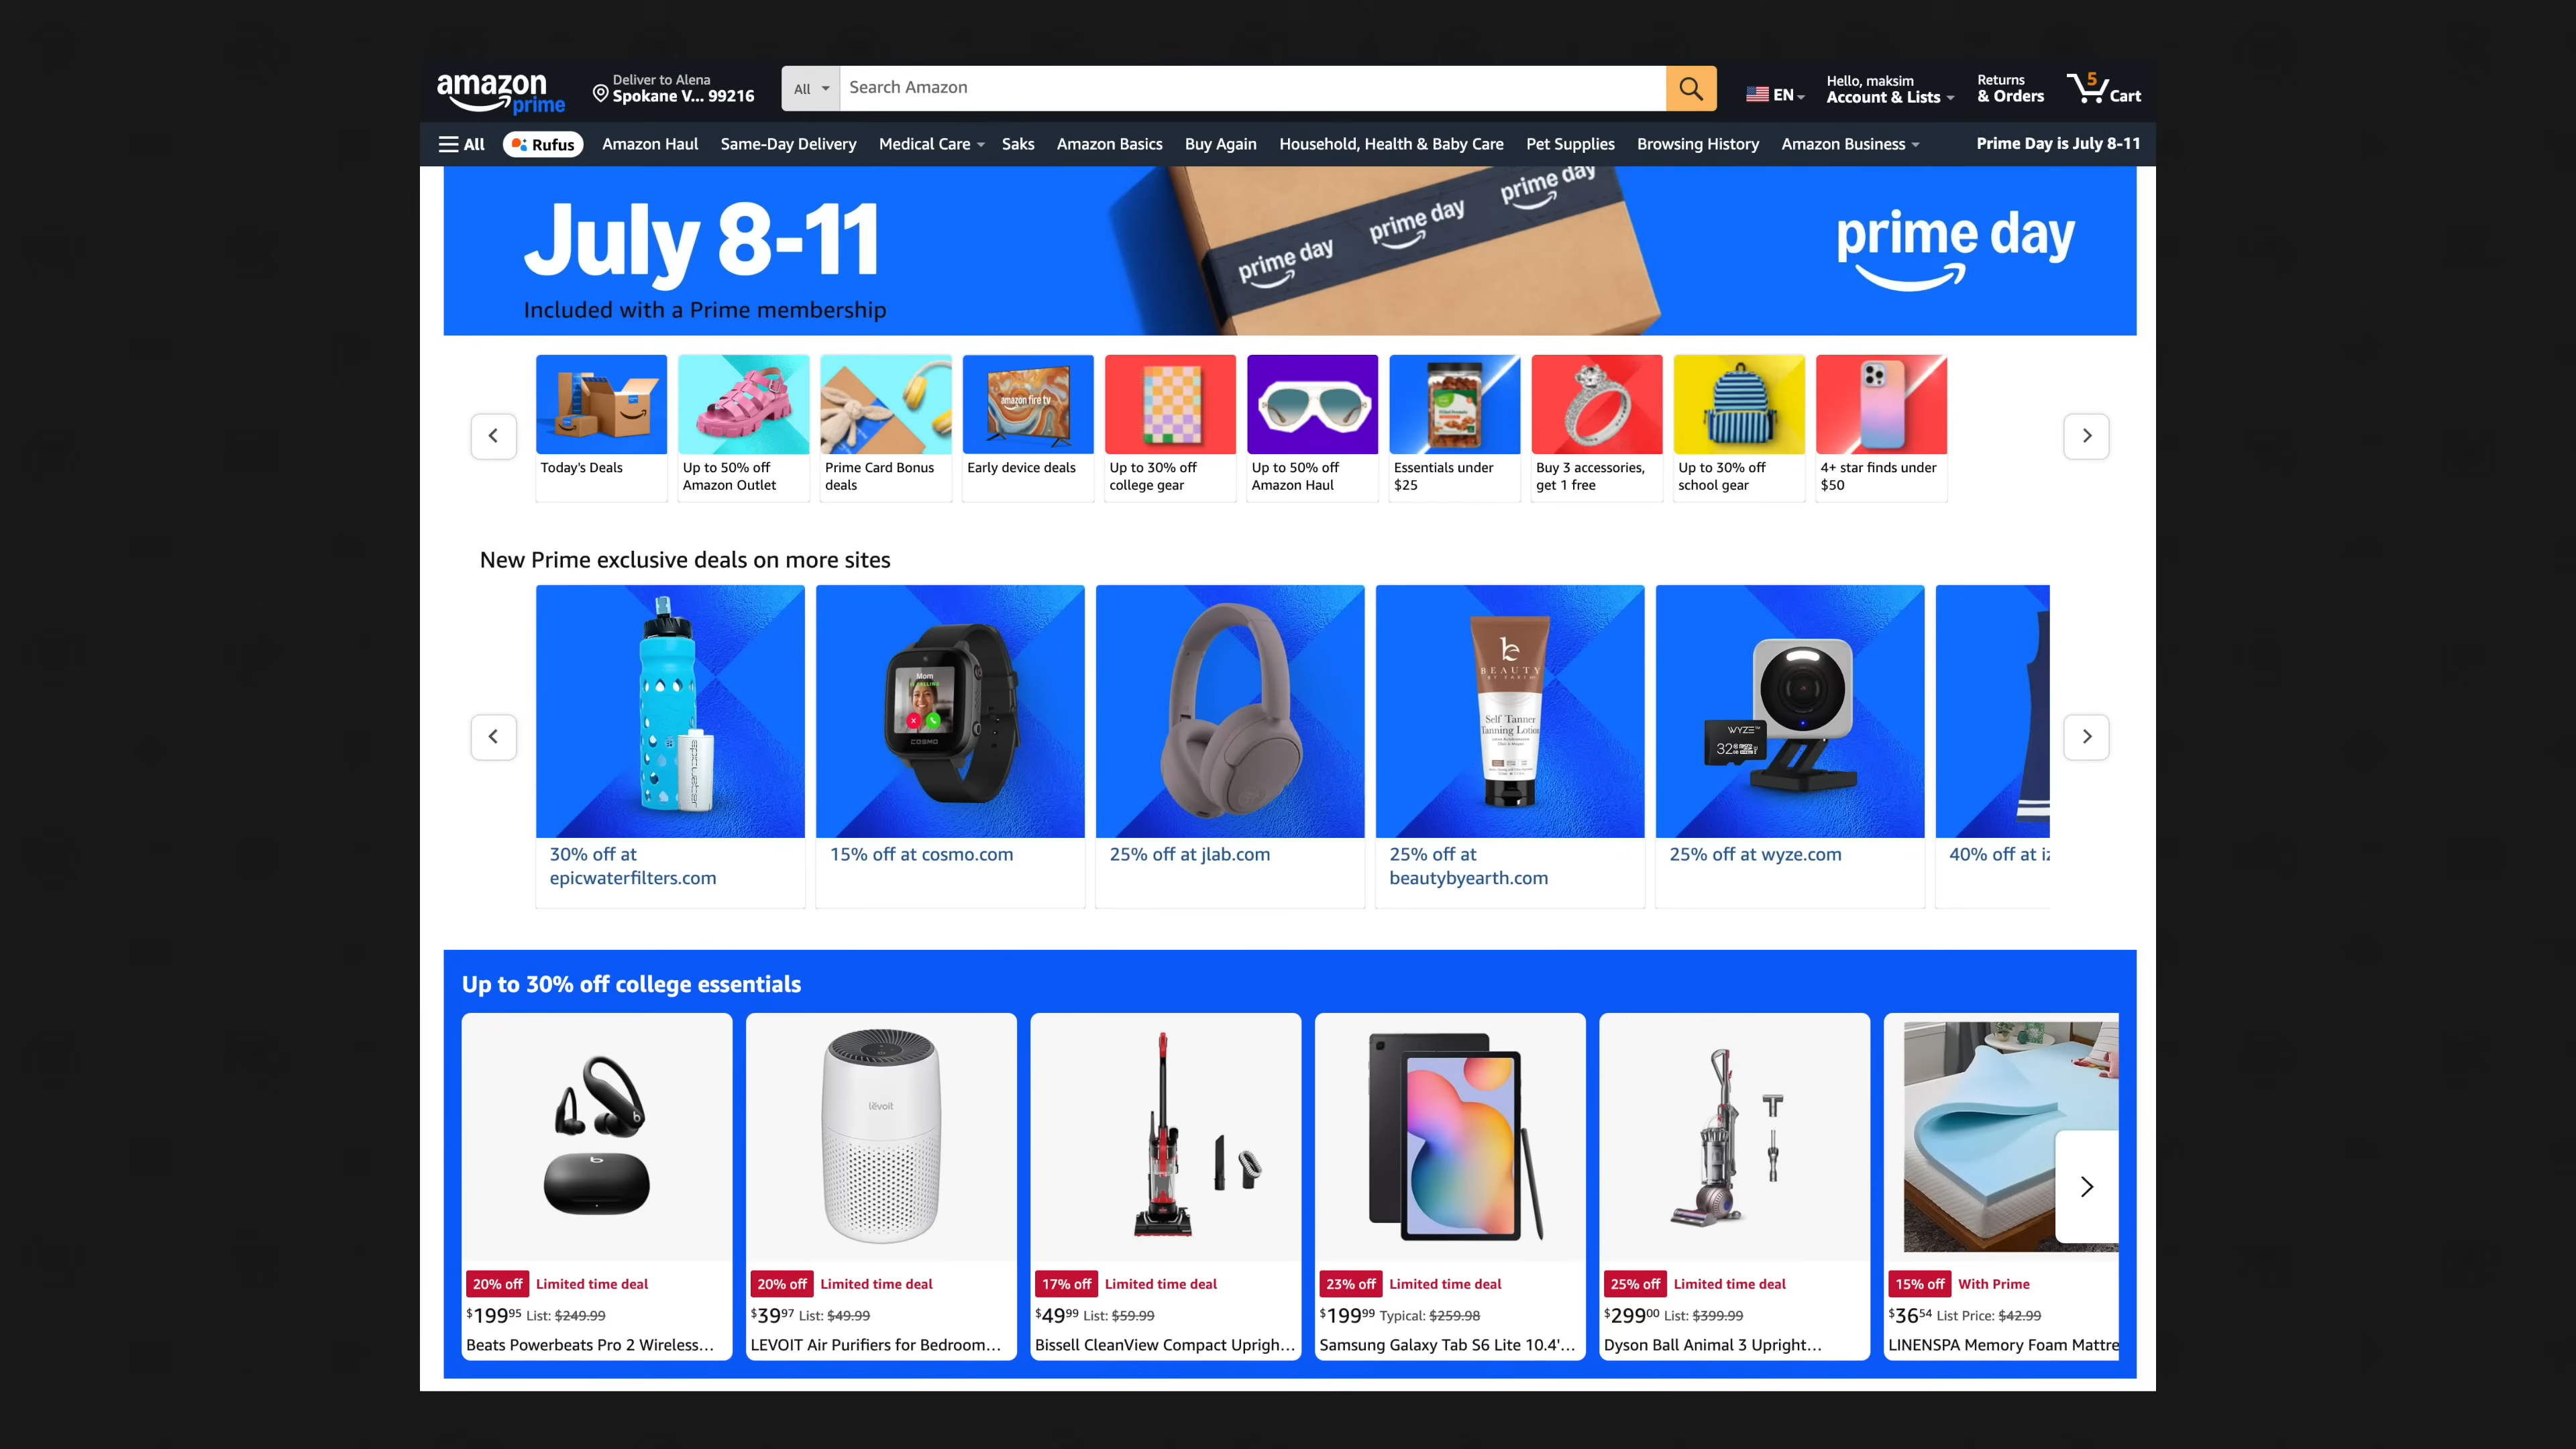 amazon
prime
Deliver to Alena
Spokane V... 99216
All
Search Amazon
EN
Hello, maksim
Account & Lists
Returns
& Orders
5
Cart
All
Rufus
Amazon Haul
Same-Day Delivery
Medical Care
Saks
Amazon Basics
Buy Again
Household, Health & Baby Care
Pet Supplies
Browsing History
Amazon Business
Prime Day is July 8-11
July 8-11
Included with a Prime membership
prime day
prime day
prime day
prime day
amazon fire tv
Today's Deals
Up to 50% off
Amazon Outlet
Prime Card Bonus
deals
Early device deals
Up to 30% off
college gear
Up to 50% off
Amazon Haul
Essentials under
$25
Buy 3 accessories,
get 1 free
Up to 30% off
school gear
4+ star finds under
$50
New Prime exclusive deals on more sites
epicwater
Mom
COSMO
BEAUTY
BY EARTH
Self Tanner
Tanning Lotion
WYZE
32
30% off at
epicwaterfilters.com
15% off at cosmo.com
25% off at jlab.com
25% off at
beautybyearth.com
25% off at wyze.com
40% off at
Up to 30% off college essentials
levoit
20% off Limited time deal
$19995 List: $249.99
Beats Powerbeats Pro 2 Wireless...
20% off Limited time deal
$3997 List: $49.99
LEVOIT Air Purifiers for Bedroom...
17% off Limited time deal
$4999 List: $59.99
Bissell CleanView Compact Uprigh...
23% off Limited time deal
$19999 Typical: $259.98
Samsung Galaxy Tab S6 Lite 10.4'...
25% off Limited time deal
$29900 List: $399.99
Dyson Ball Animal 3 Upright...
15% off With Prime
$3654 List Price: $42.99
LINENSPA Memory Foam Mattre